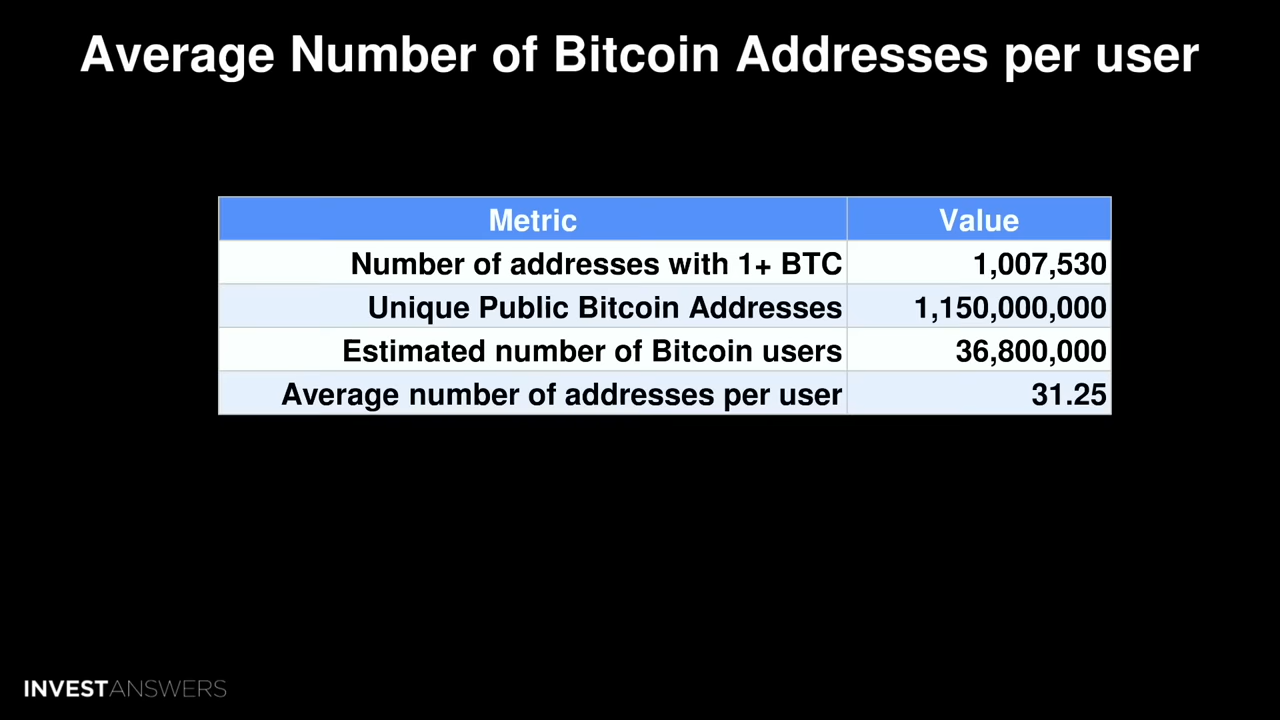 Average Number of Bitcoin Addresses per user
Metric Value
Number of addresses with 1+ BTC 1,007,530
Unique Public Bitcoin Addresses 1,150,000,000
Estimated number of Bitcoin users 36,800,000
Average number of addresses per user 31.25
INVESTANSWERS